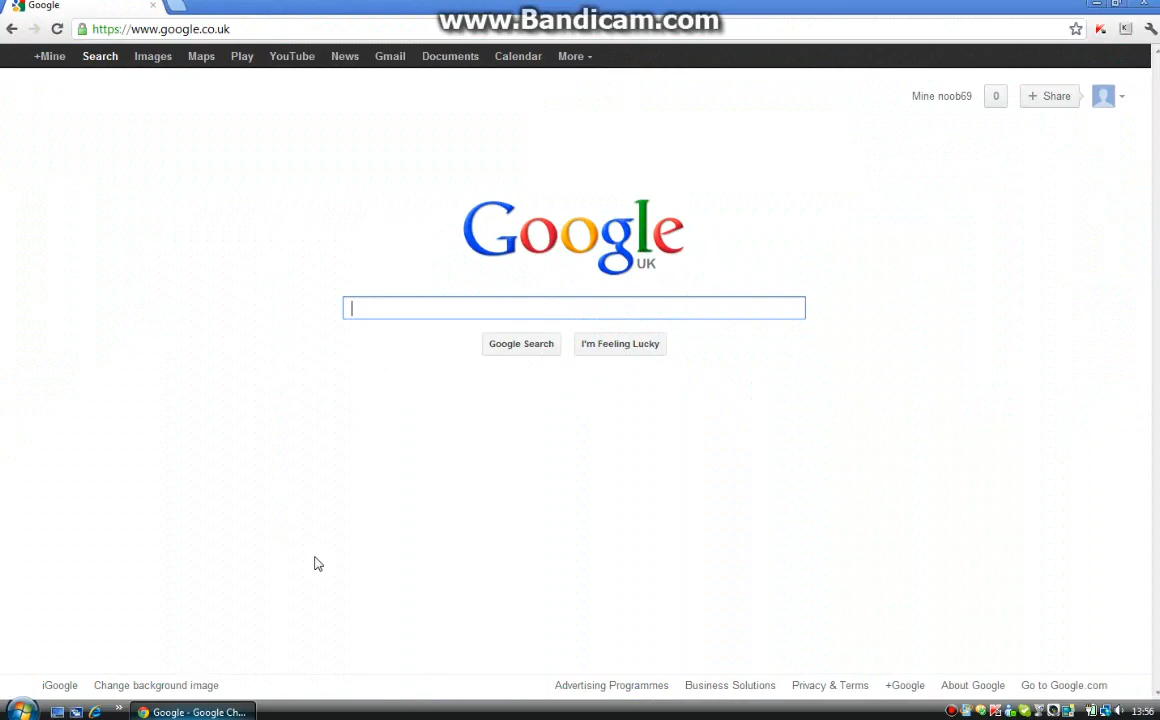 Google
www.Bandicam.com
https://www.google.co.uk
+Mine Search Images Maps Play YouTube News Gmail Documents Calendar More
Mine noob69 0 + Share
Google
UK
Google Search I'm Feeling Lucky
iGoogle Change background image Advertising Programmes Business Solutions Privacy & Terms +Google About Google Go to Google.com
Google - Google Ch... 13:56